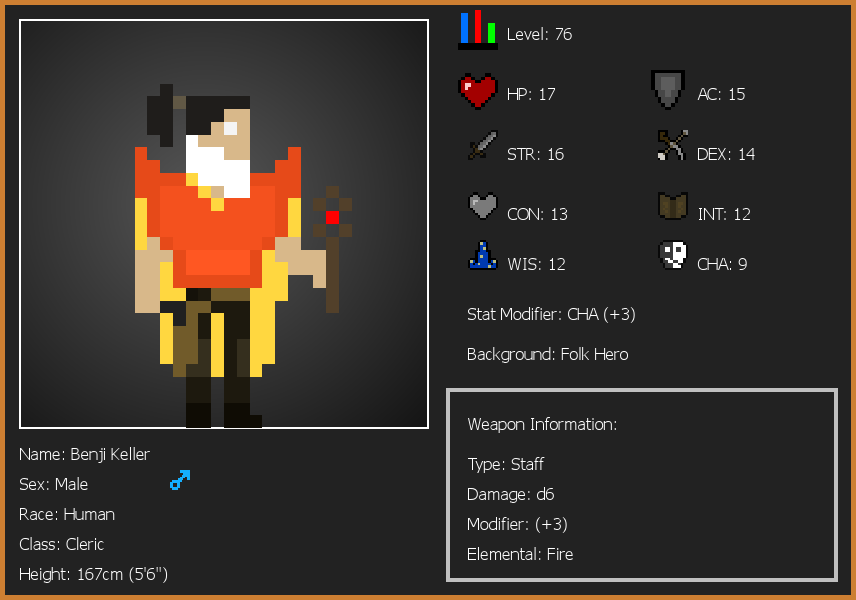 Level: 76
HP: 17
AC: 15
STR: 16
DEX: 14
CON: 13
INT: 12
WIS: 12
CHA: 9
Stat Modifier: CHA (+3)
Background: Folk Hero
Weapon Information:
Type: Staff
Damage: d6
Modifier: (+3)
Elemental: Fire
Name: Benji Keller
Sex: Male
Race: Human
Class: Cleric
Height: 167cm (5'6")